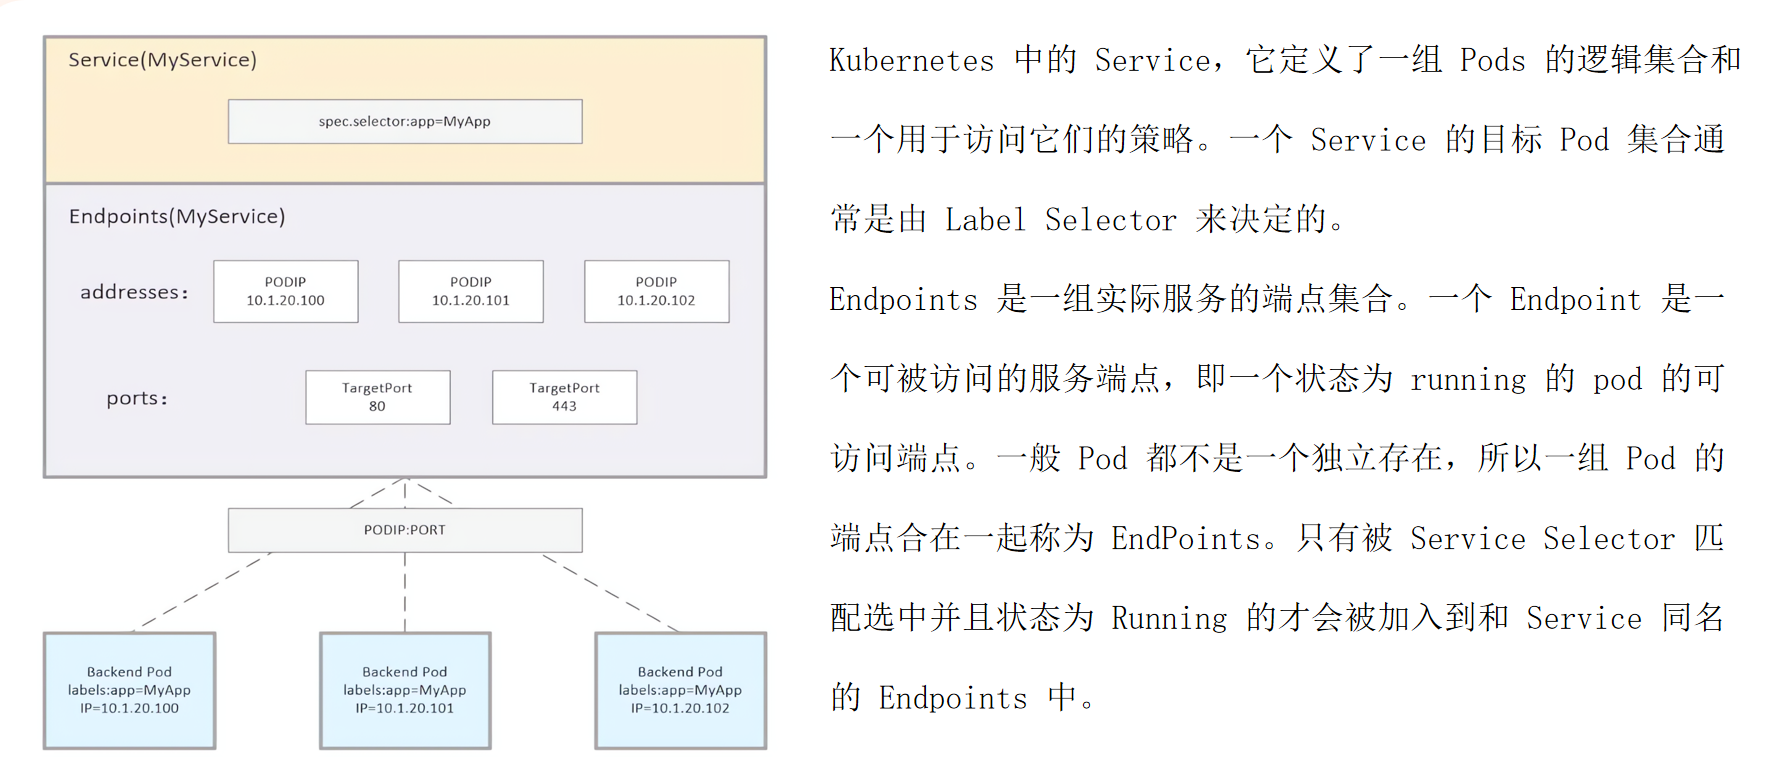 Service(MyService)
spec.selector:app=MyApp
Endpoints(MyService)
addresses:
PODIP
10.1.20.100
PODIP
10.1.20.101
PODIP
10.1.20.102
ports:
TargetPort
80
TargetPort
443
PODIP:PORT
Backend Pod
labels:app=MyApp
IP=10.1.20.100
Backend Pod
labels:app=MyApp
IP=10.1.20.101
Backend Pod
labels:app=MyApp
IP=10.1.20.102
Kubernetes 中的 Service，它定义了一组 Pods 的逻辑集合和
一个用于访问它们的策略。一个 Service 的目标 Pod 集合通
常是由 Label Selector 来决定的。
Endpoints 是一组实际服务的端点集合。一个 Endpoint 是一
个可被访问的服务端点，即一个状态为 running 的 pod 的可
访问端点。一般 Pod 都不是一个独立存在，所以一组 Pod 的
端点合在一起称为 EndPoints。只有被 Service Selector 匹
配选中并且状态为 Running 的才会被加入到和 Service 同名
的 Endpoints 中。